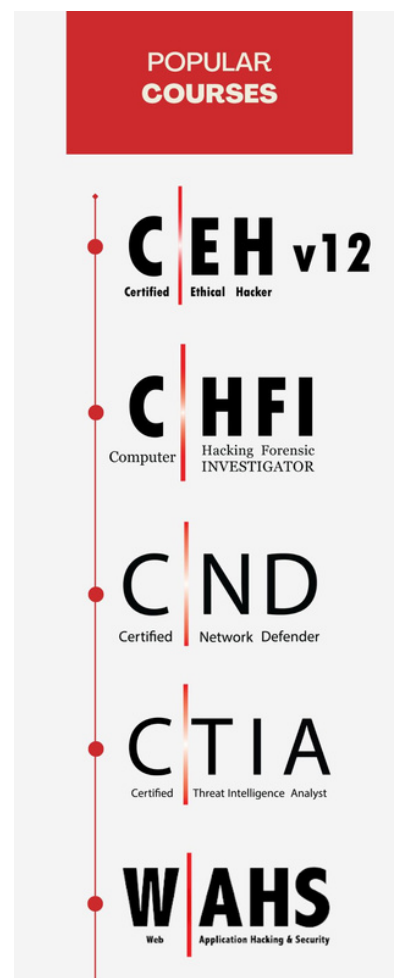 POPULAR
COURSES
C|EH v12
Certified Ethical Hacker
C|HFI
Computer Hacking Forensic
INVESTIGATOR
C|ND
Certified Network Defender
C|TIA
Certified Threat Intelligence Analyst
W|AHS
Web Application Hacking & Security